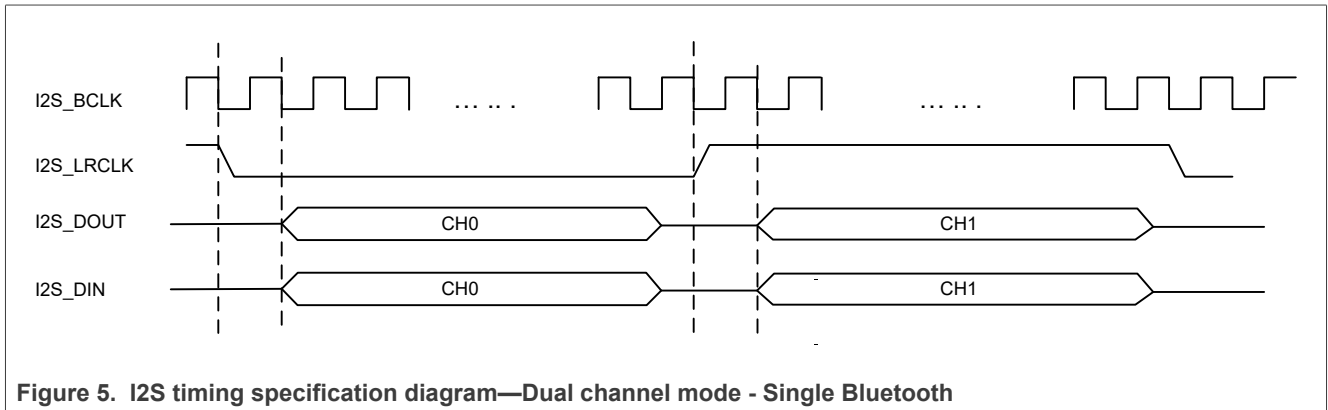 I2S_BCLK
... .. .
... .. .
I2S_LRCLK
I2S_DOUT
CH0
CH1
I2S_DIN
CH0
CH1
Figure 5. I2S timing specification diagram—Dual channel mode - Single Bluetooth